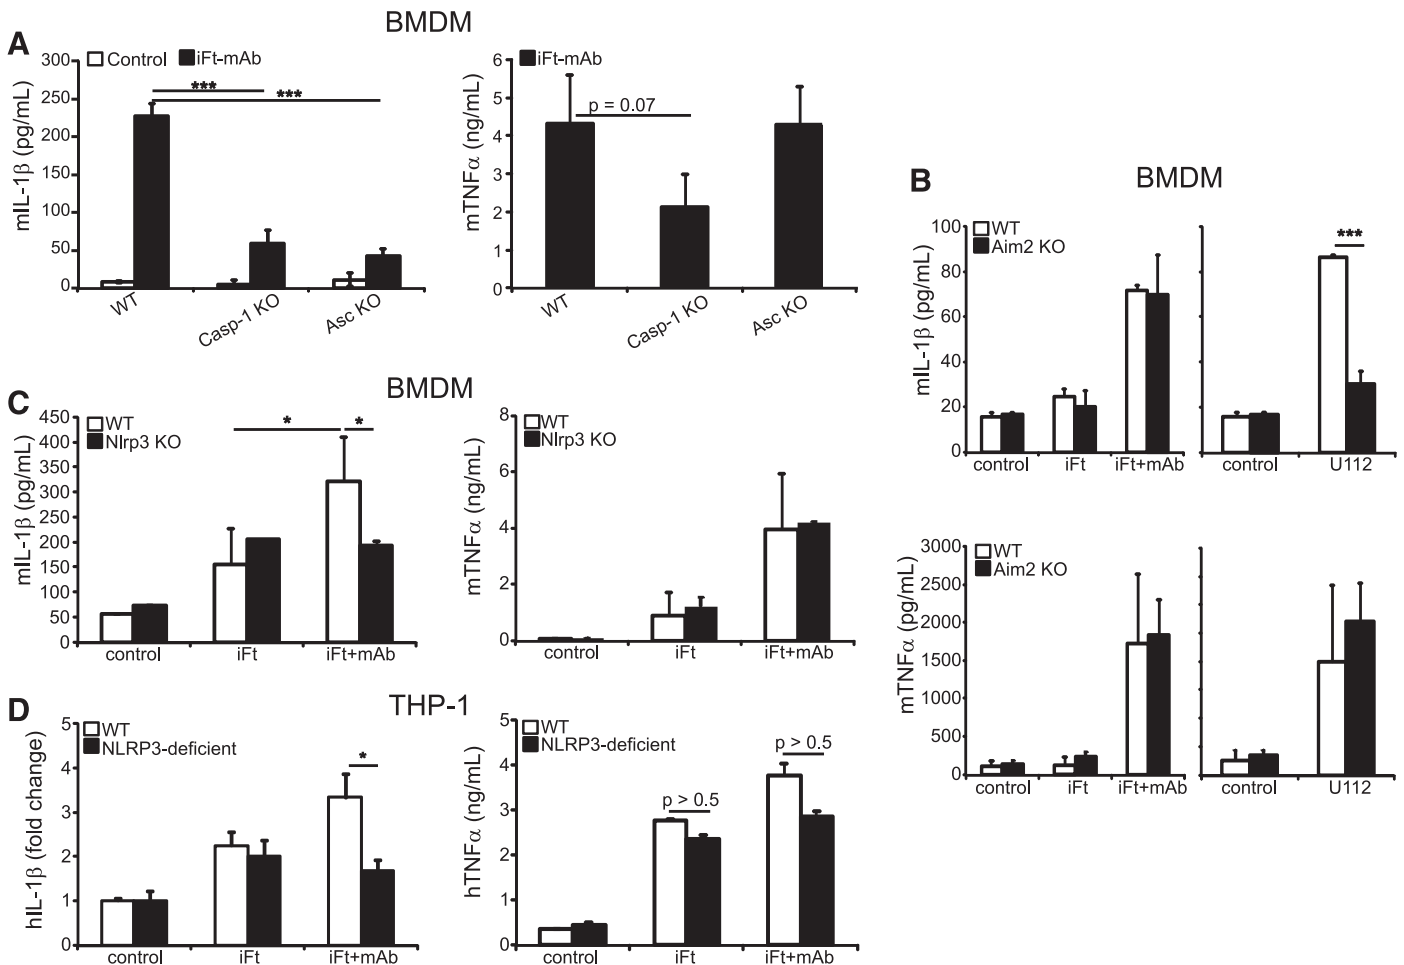 BMDM
A
Control iFt-mAb
mIL-1β (pg/mL)
300
250
200
150
100
50
0
***
***
WT
Casp-1 KO
Asc KO
iFt-mAb
mTNFα (ng/mL)
6
5
4
3
2
1
0
p = 0.07
WT
Casp-1 KO
Asc KO
B
BMDM
WT
Aim2 KO
mIL-1β (pg/mL)
100
80
60
40
20
0
control iFt iFt+mAb
***
control U112
WT
Aim2 KO
mTNFα (pg/mL)
3000
2500
2000
1500
1000
500
0
control iFt iFt+mAb
control U112
C
BMDM
WT
Nlrp3 KO
mIL-1β (pg/mL)
450
400
350
300
250
200
150
100
50
0
* *
control iFt iFt+mAb
WT
Nlrp3 KO
mTNFα (ng/mL)
8
6
4
2
0
control iFt iFt+mAb
D
THP-1
WT
NLRP3-deficient
hIL-1β (fold change)
5
4
3
2
1
0
*
control iFt iFt+mAb
WT
NLRP3-deficient
hTNFα (ng/mL)
5
4
3
2
1
0
p > 0.5
p > 0.5
control iFt iFt+mAb